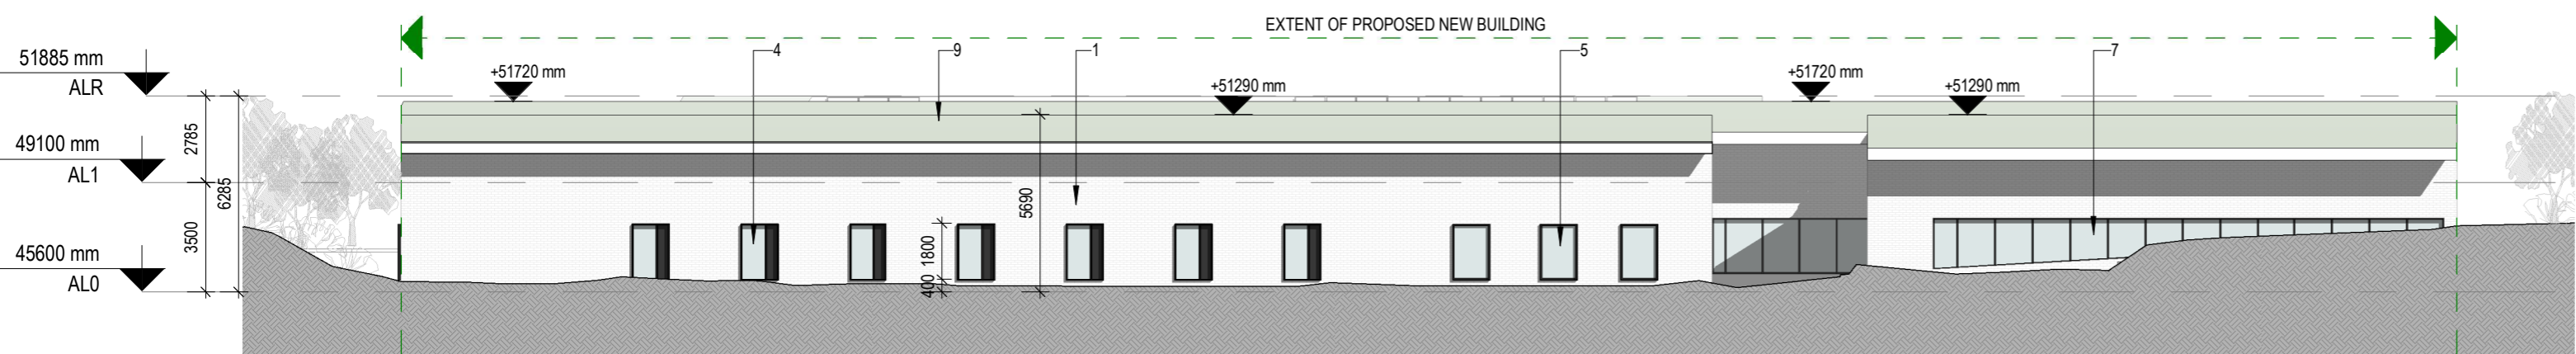 EXTENT OF PROPOSED NEW BUILDING
4
9
1
5
7
51885 mm
ALR
+51720 mm
+51290 mm
+51720 mm
+51290 mm
49100 mm
AL1
45600 mm
AL0
2785
6285
3500
5690
1800
400